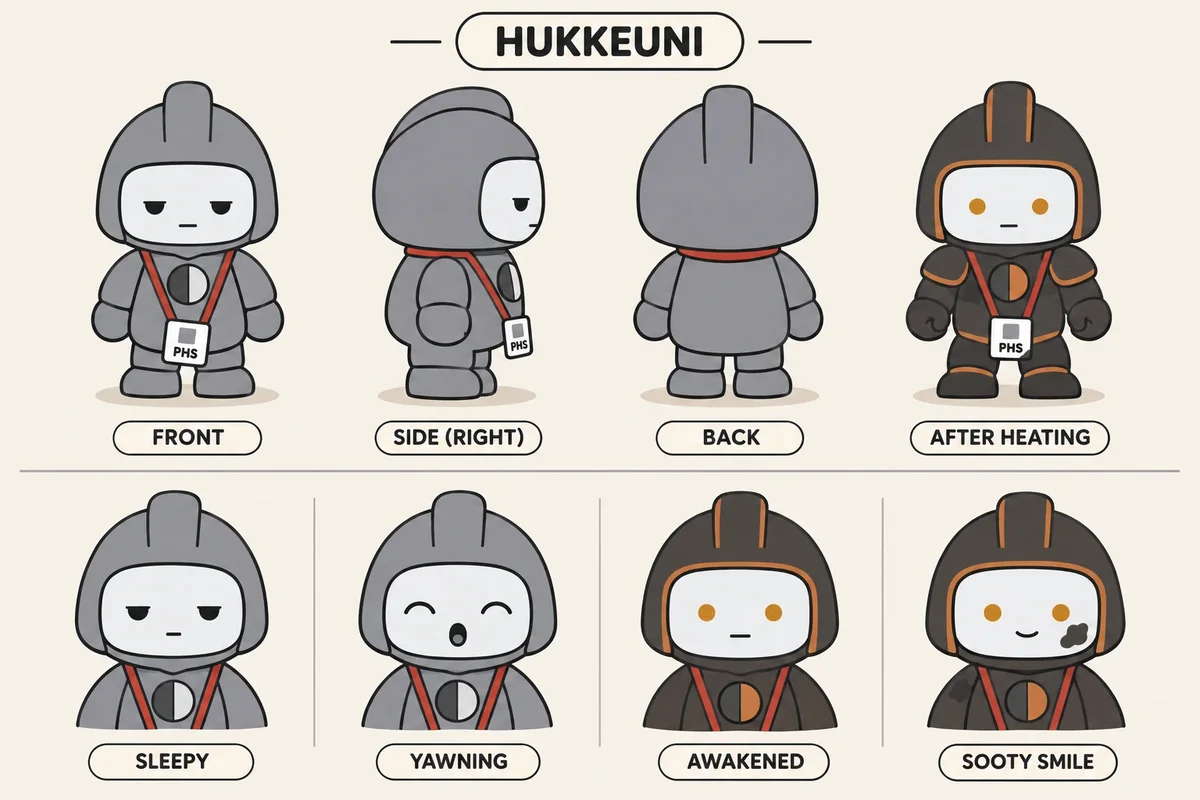 HUKKEUNI
PHS
PHS
PHS
FRONT
SIDE (RIGHT)
BACK
AFTER HEATING
SLEEPY
YAWNING
AWAKENED
SOOTY SMILE